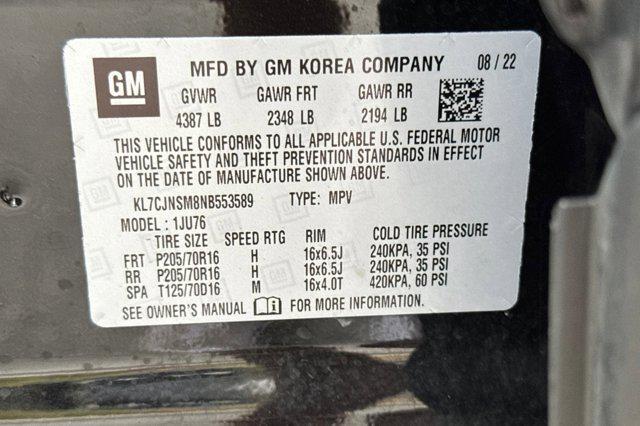 GM
MFD BY GM KOREA COMPANY 08 / 22
GVWR GAWR FRT GAWR RR
4387 LB 2348 LB 2194 LB
THIS VEHICLE CONFORMS TO ALL APPLICABLE U.S. FEDERAL MOTOR
VEHICLE SAFETY AND THEFT PREVENTION STANDARDS IN EFFECT
ON THE DATE OF MANUFACTURE SHOWN ABOVE.
KL7CJNSM8NB553589 TYPE: MPV
MODEL: 1JU76
TIRE SIZE SPEED RTG RIM COLD TIRE PRESSURE
FRT P205/70R16 H 16x6.5J 240KPA, 35 PSI
RR P205/70R16 H 16x6.5J 240KPA, 35 PSI
SPA T125/70D16 M 16x4.0T 420KPA, 60 PSI
SEE OWNER'S MANUAL FOR MORE INFORMATION.